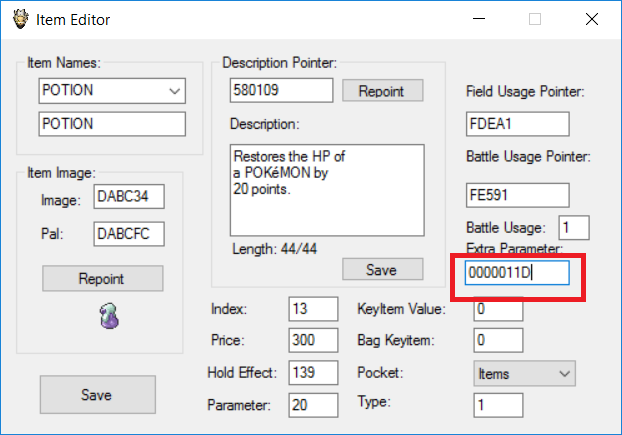 Item Editor
Item Names:
POTION
POTION
Item Image:
Image: DABC34
Pal: DABCFC
Repoint
Save
Description Pointer:
580109 Repoint
Description:
Restores the HP of
a POKéMON by
20 points.
Length: 44/44
Save
Field Usage Pointer:
FDEA1
Battle Usage Pointer:
FE591
Battle Usage: 1
Extra Parameter:
0000011D
Index: 13 KeyItem Value: 0
Price: 300 Bag Keyitem: 0
Hold Effect: 139 Pocket: Items
Parameter: 20 Type: 1